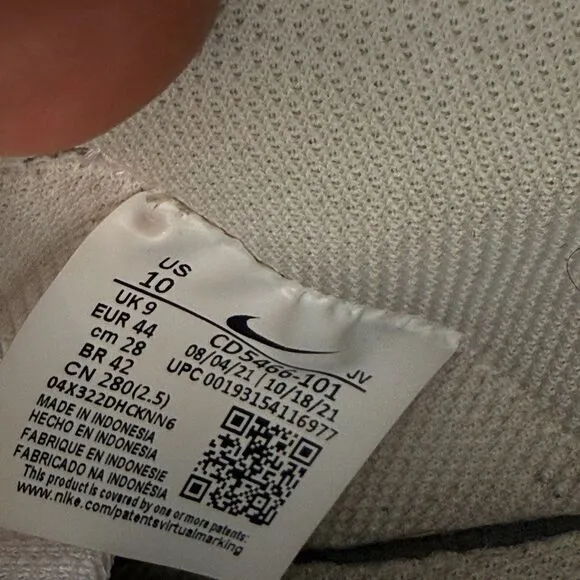 US
10
UK 9
EUR 44
cm 28
BR 42
CN 280(2.5)
04X322DHCKNN6
MADE IN INDONESIA
HECHO EN INDONESIA
FABRIQUE EN INDONESIE
FABRICADO NA INDONÉSIA
This product is covered by one or more patents:
www.nike.com/patentsvirtualmarking
CD5466-101
JV
08/04/21 | 10/18/21
UPC 00193154116977